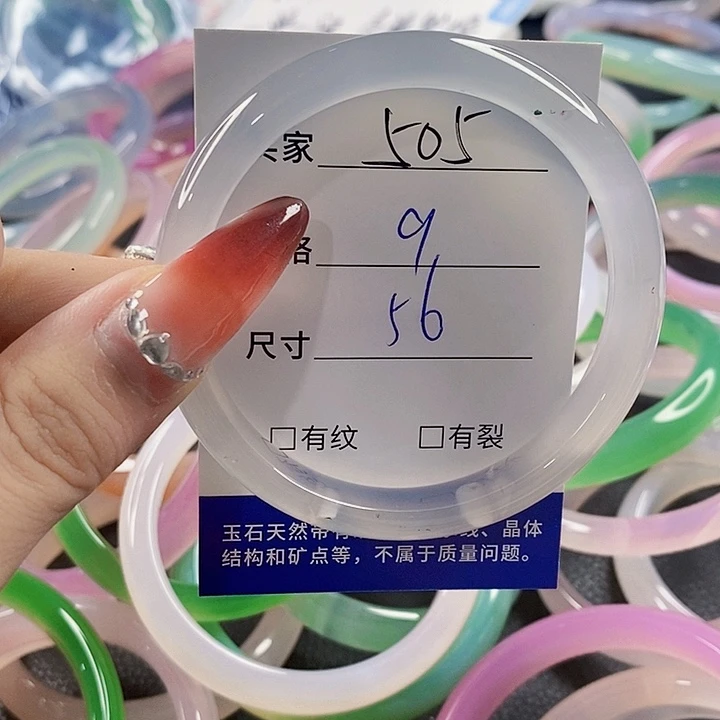 家 505
格 9
尺寸 56
□有纹 □有裂
玉石天然带有线、晶体
结构和矿点等，不属于质量问题。